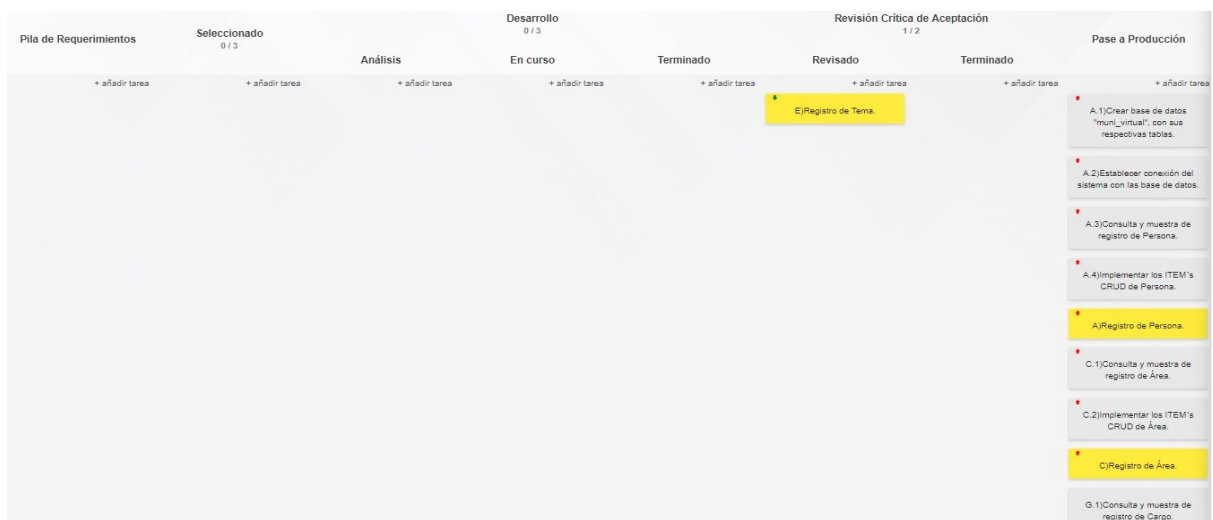 Pila de Requerimientos
Seleccionado
0 / 3
Desarrollo
0 / 3
Análisis
En curso
Terminado
Revisión Crítica de Aceptación
1 / 2
Revisado
Terminado
Pase a Producción
+ añadir tarea
+ añadir tarea
+ añadir tarea
+ añadir tarea
+ añadir tarea
+ añadir tarea
+ añadir tarea
+ añadir tarea
E)Registro de Tema.
A.1)Crear base de datos
"muni_virtual", con sus
respectivas tablas.
A.2)Establecer conexión del
sistema con las base de datos.
A.3)Consulta y muestra de
registro de Persona.
A.4)Implementar los ITEM's
CRUD de Persona.
A)Registro de Persona.
C.1)Consulta y muestra de
registro de Área.
C.2)Implementar los ITEM's
CRUD de Área.
C)Registro de Área.
G.1)Consulta y muestra de
registro de Cargo.